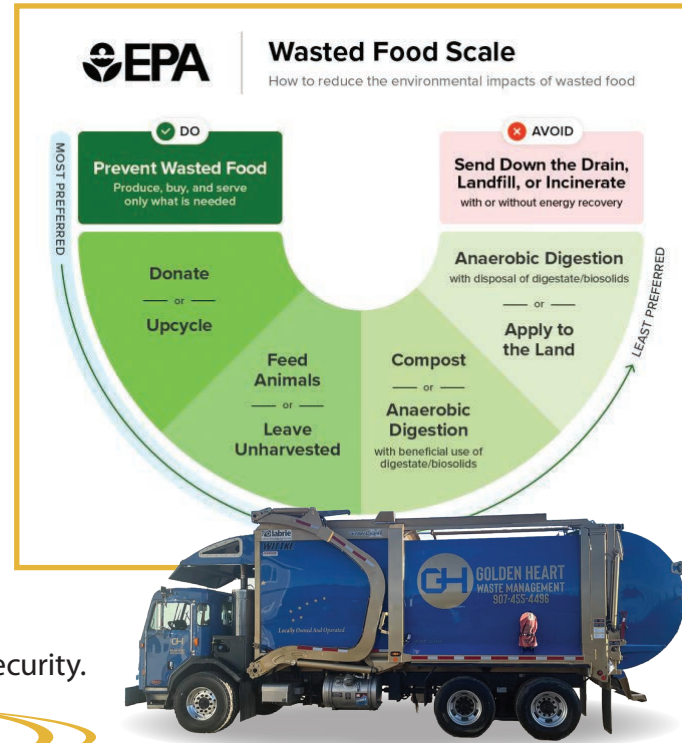 EPA
Wasted Food Scale
How to reduce the environmental impacts of wasted food
DO
Prevent Wasted Food
Produce, buy, and serve
only what is needed
AVOID
Send Down the Drain,
Landfill, or Incinerate
with or without energy recovery
MOST PREFERRED
Donate
or
Upcycle
Feed
Animals
or
Leave
Unharvested
Compost
or
Anaerobic
Digestion
with beneficial use of
digestate/biosolids
Anaerobic Digestion
with disposal of digestate/biosolids
or
Apply to
the Land
LEAST PREFERRED
labrie
WITTKE
GH
GOLDEN HEART
WASTE MANAGEMENT
907-455-4496
Locally Owned And Operated
GH
ecurity.